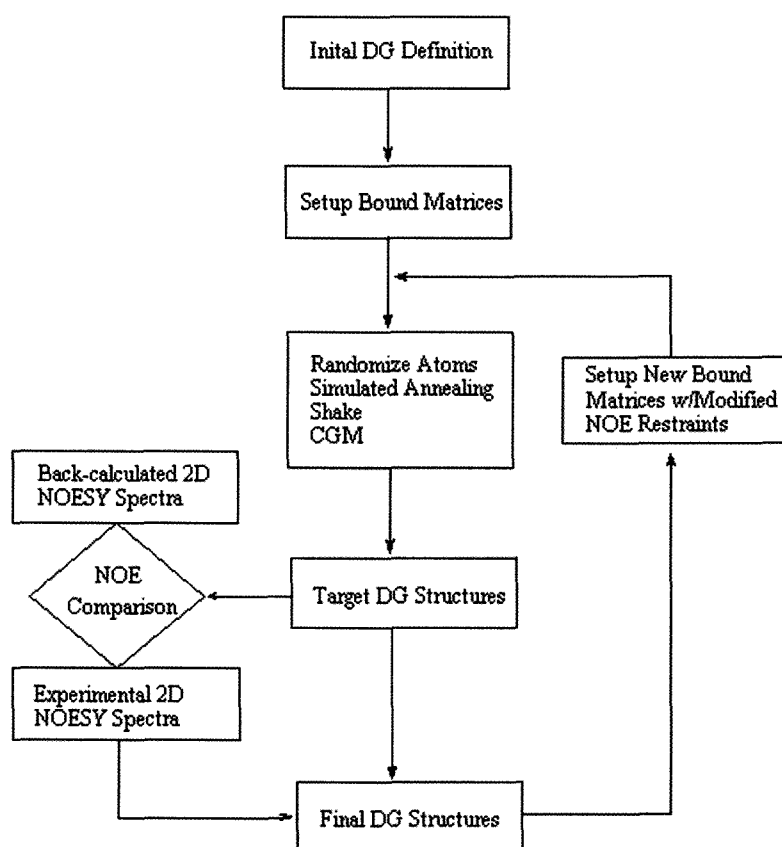 Inital DG Definition
Setup Bound Matrices
Randomize Atoms
Simulated Annealing
Shake
CGM
Setup New Bound
Matrices w/Modified
NOE Restraints
Back-calculated 2D
NOESY Spectra
NOE
Comparison
Target DG Structures
Experimental 2D
NOESY Spectra
Final DG Structures